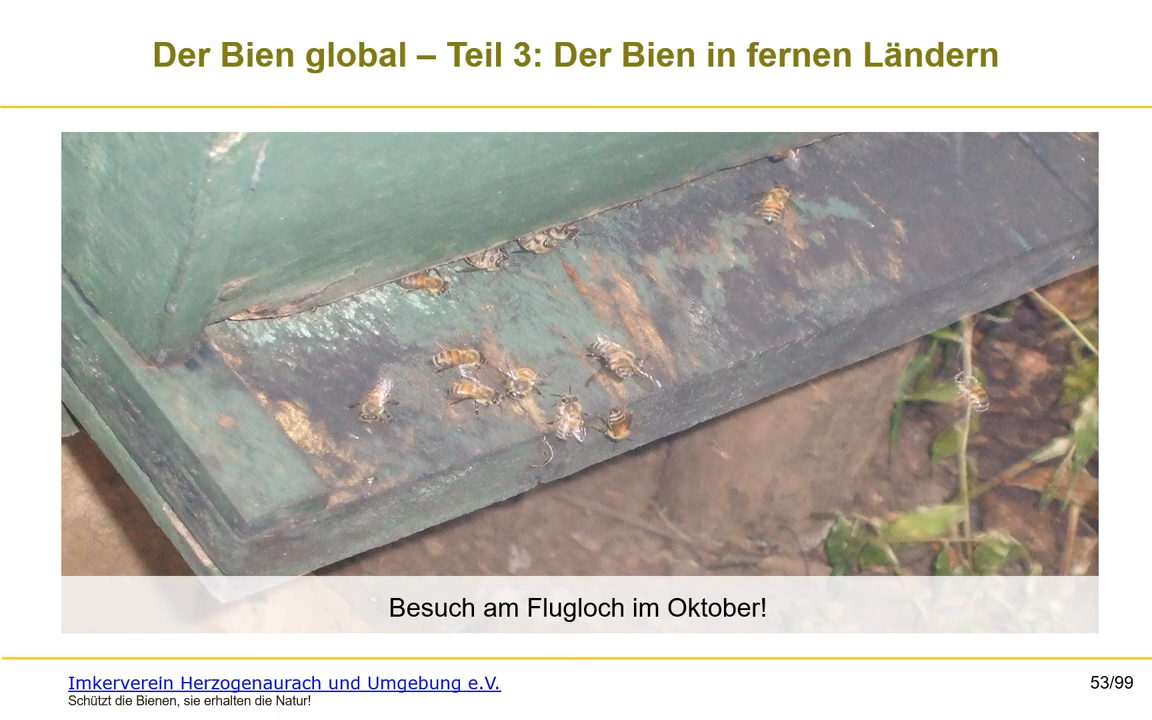 Der Bien global – Teil 3: Der Bien in fernen Ländern
Besuch am Flugloch im Oktober!
Imkerverein Herzogenaurach und Umgebung e.V.
53/99
Schützt die Bienen, sie erhalten die Natur!